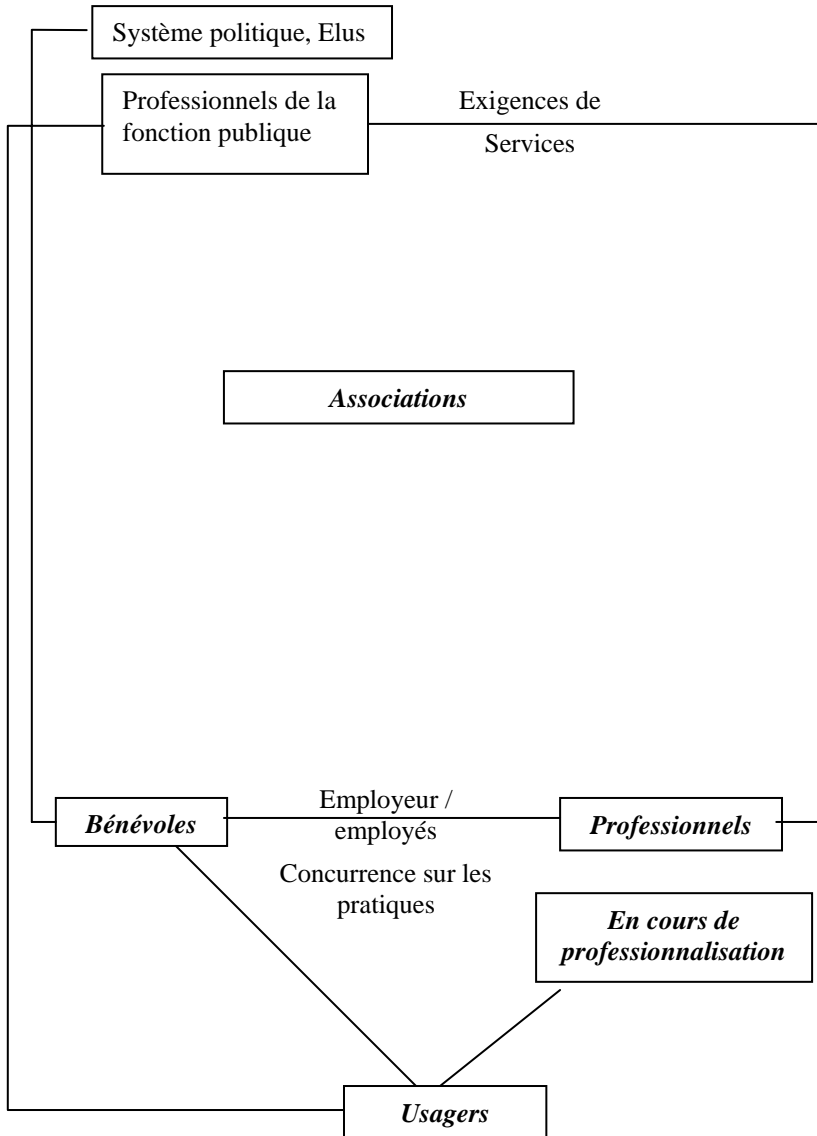 Système politique, Elus
Professionnels de la
fonction publique
Exigences de
Services
Associations
Bénévoles
Employeur /
employés
Professionnels
Concurrence sur les
pratiques
En cours de
professionnalisation
Usagers